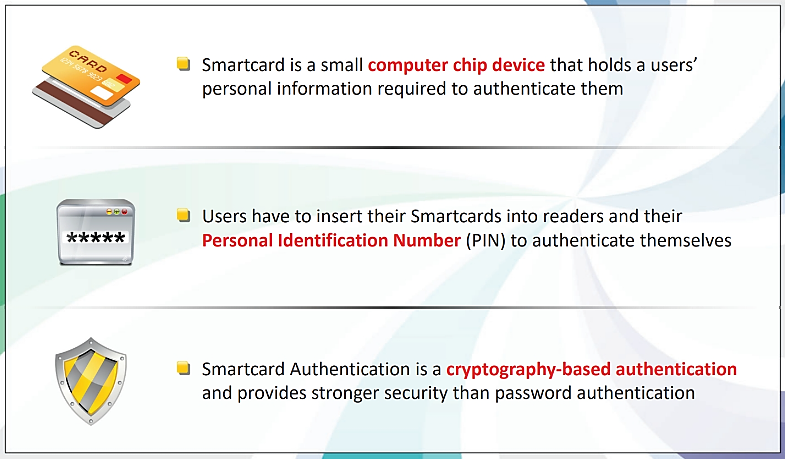 CARD
Smartcard is a small computer chip device that holds a users’
personal information required to authenticate them
Users have to insert their Smartcards into readers and their
*****
Personal Identification Number (PIN) to authenticate themselves
Smartcard Authentication is a cryptography-based authentication
and provides stronger security than password authentication